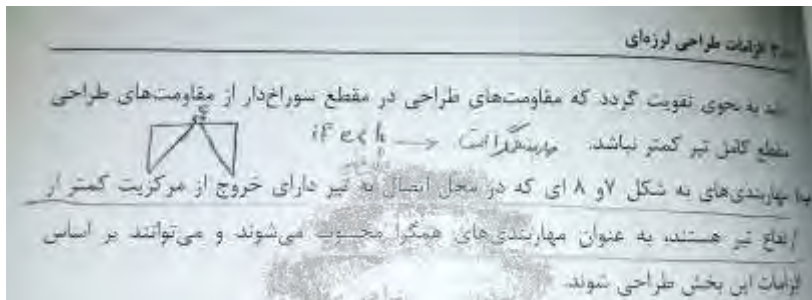 الزامات طراحی لرزه‌ای
به نحوی تقویت گردد که مقاومت‌های طراحی در مقطع سوراخ‌دار از مقاومت‌های طراحی
مقطع کامل تیر کمتر نباشد.
if e<h → مهاربند همگراست
مهاربندی‌های به شکل ۷و ۸ ای که در محل اتصال به تیر دارای خروج از مرکزیت کمتر از
ارتفاع تیر هستند، به عنوان مهاربندی‌های همگرا محسوب می‌شوند و می‌توانند بر اساس
الزامات این بخش طراحی شوند.